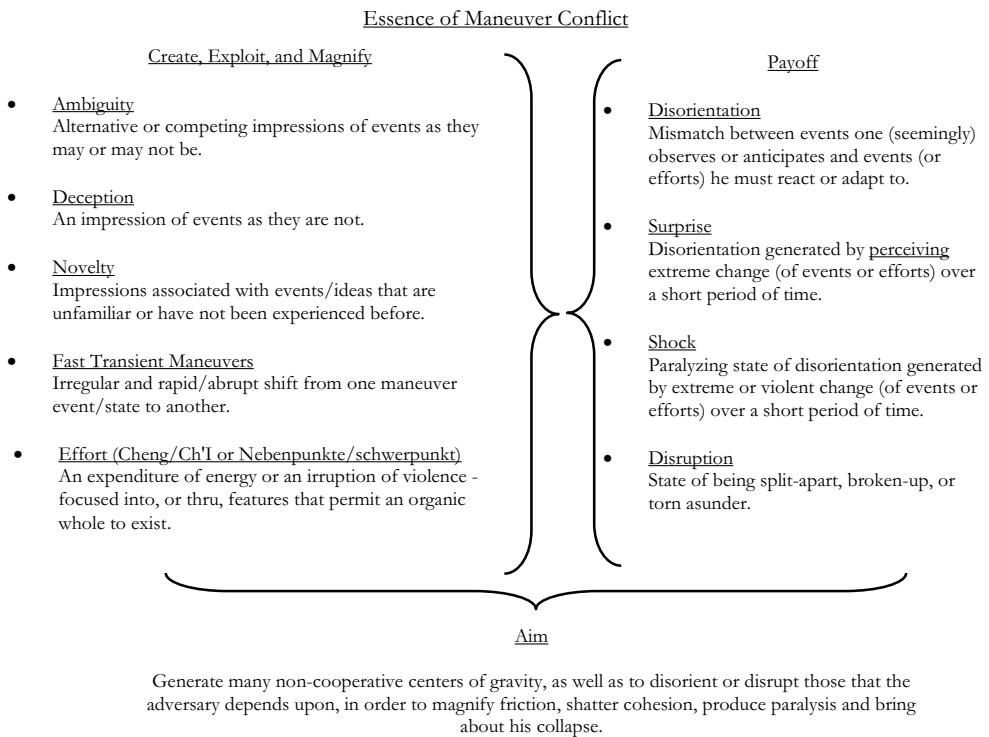 Essence of Maneuver Conflict
Create, Exploit, and Magnify
• Ambiguity
Alternative or competing impressions of events as they
may or may not be.
• Deception
An impression of events as they are not.
• Novelty
Impressions associated with events/ideas that are
unfamiliar or have not been experienced before.
• Fast Transient Maneuvers
Irregular and rapid/abrupt shift from one maneuver
event/state to another.
• Effort (Cheng/Ch'I or Nebenpunkte/schwerpunkt)
An expenditure of energy or an irruption of violence -
focused into, or thru, features that permit an organic
whole to exist.
Payoff
• Disorientation
Mismatch between events one (seemingly)
observes or anticipates and events (or
efforts) he must react or adapt to.
• Surprise
Disorientation generated by perceiving
extreme change (of events or efforts) over
a short period of time.
• Shock
Paralyzing state of disorientation generated
by extreme or violent change (of events or
efforts) over a short period of time.
• Disruption
State of being split-apart, broken-up, or
torn asunder.
Aim
Generate many non-cooperative centers of gravity, as well as to disorient or disrupt those that the
adversary depends upon, in order to magnify friction, shatter cohesion, produce paralysis and bring
about his collapse.